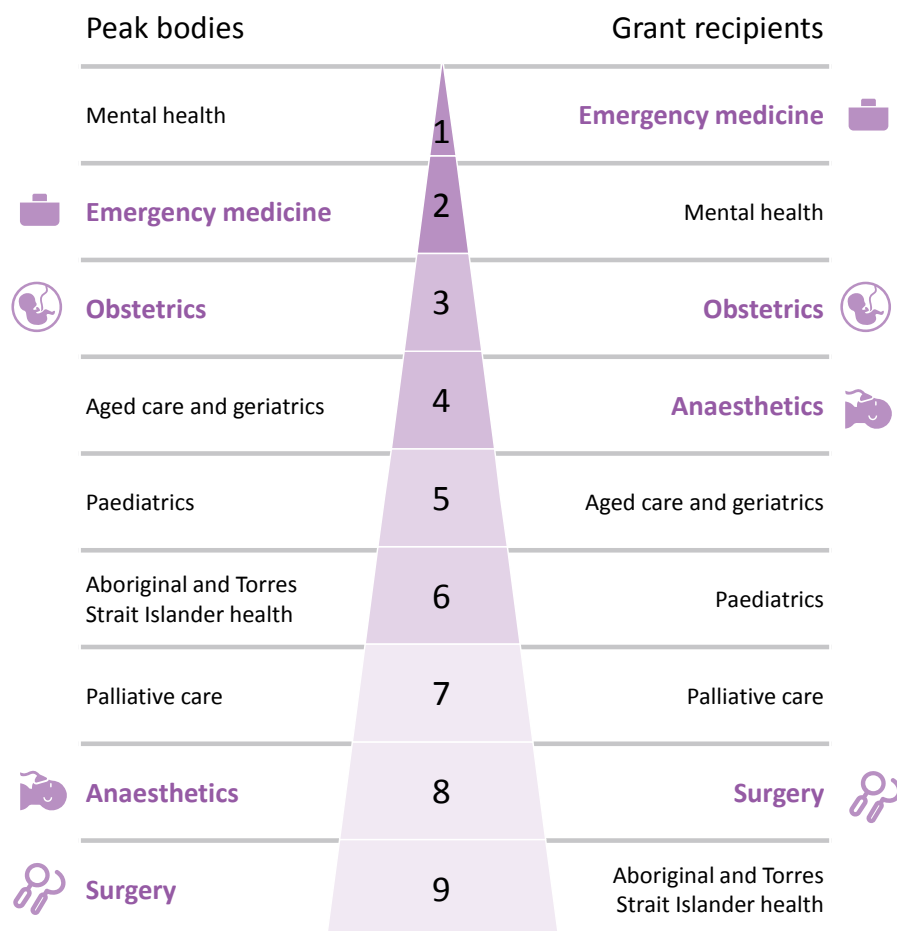 Peak bodies
Grant recipients
Mental health
1
Emergency medicine
Emergency medicine
2
Mental health
Obstetrics
3
Obstetrics
Aged care and geriatrics
4
Anaesthetics
Paediatrics
5
Aged care and geriatrics
Aboriginal and Torres
Strait Islander health
6
Paediatrics
Palliative care
7
Palliative care
Anaesthetics
8
Surgery
Surgery
9
Aboriginal and Torres
Strait Islander health